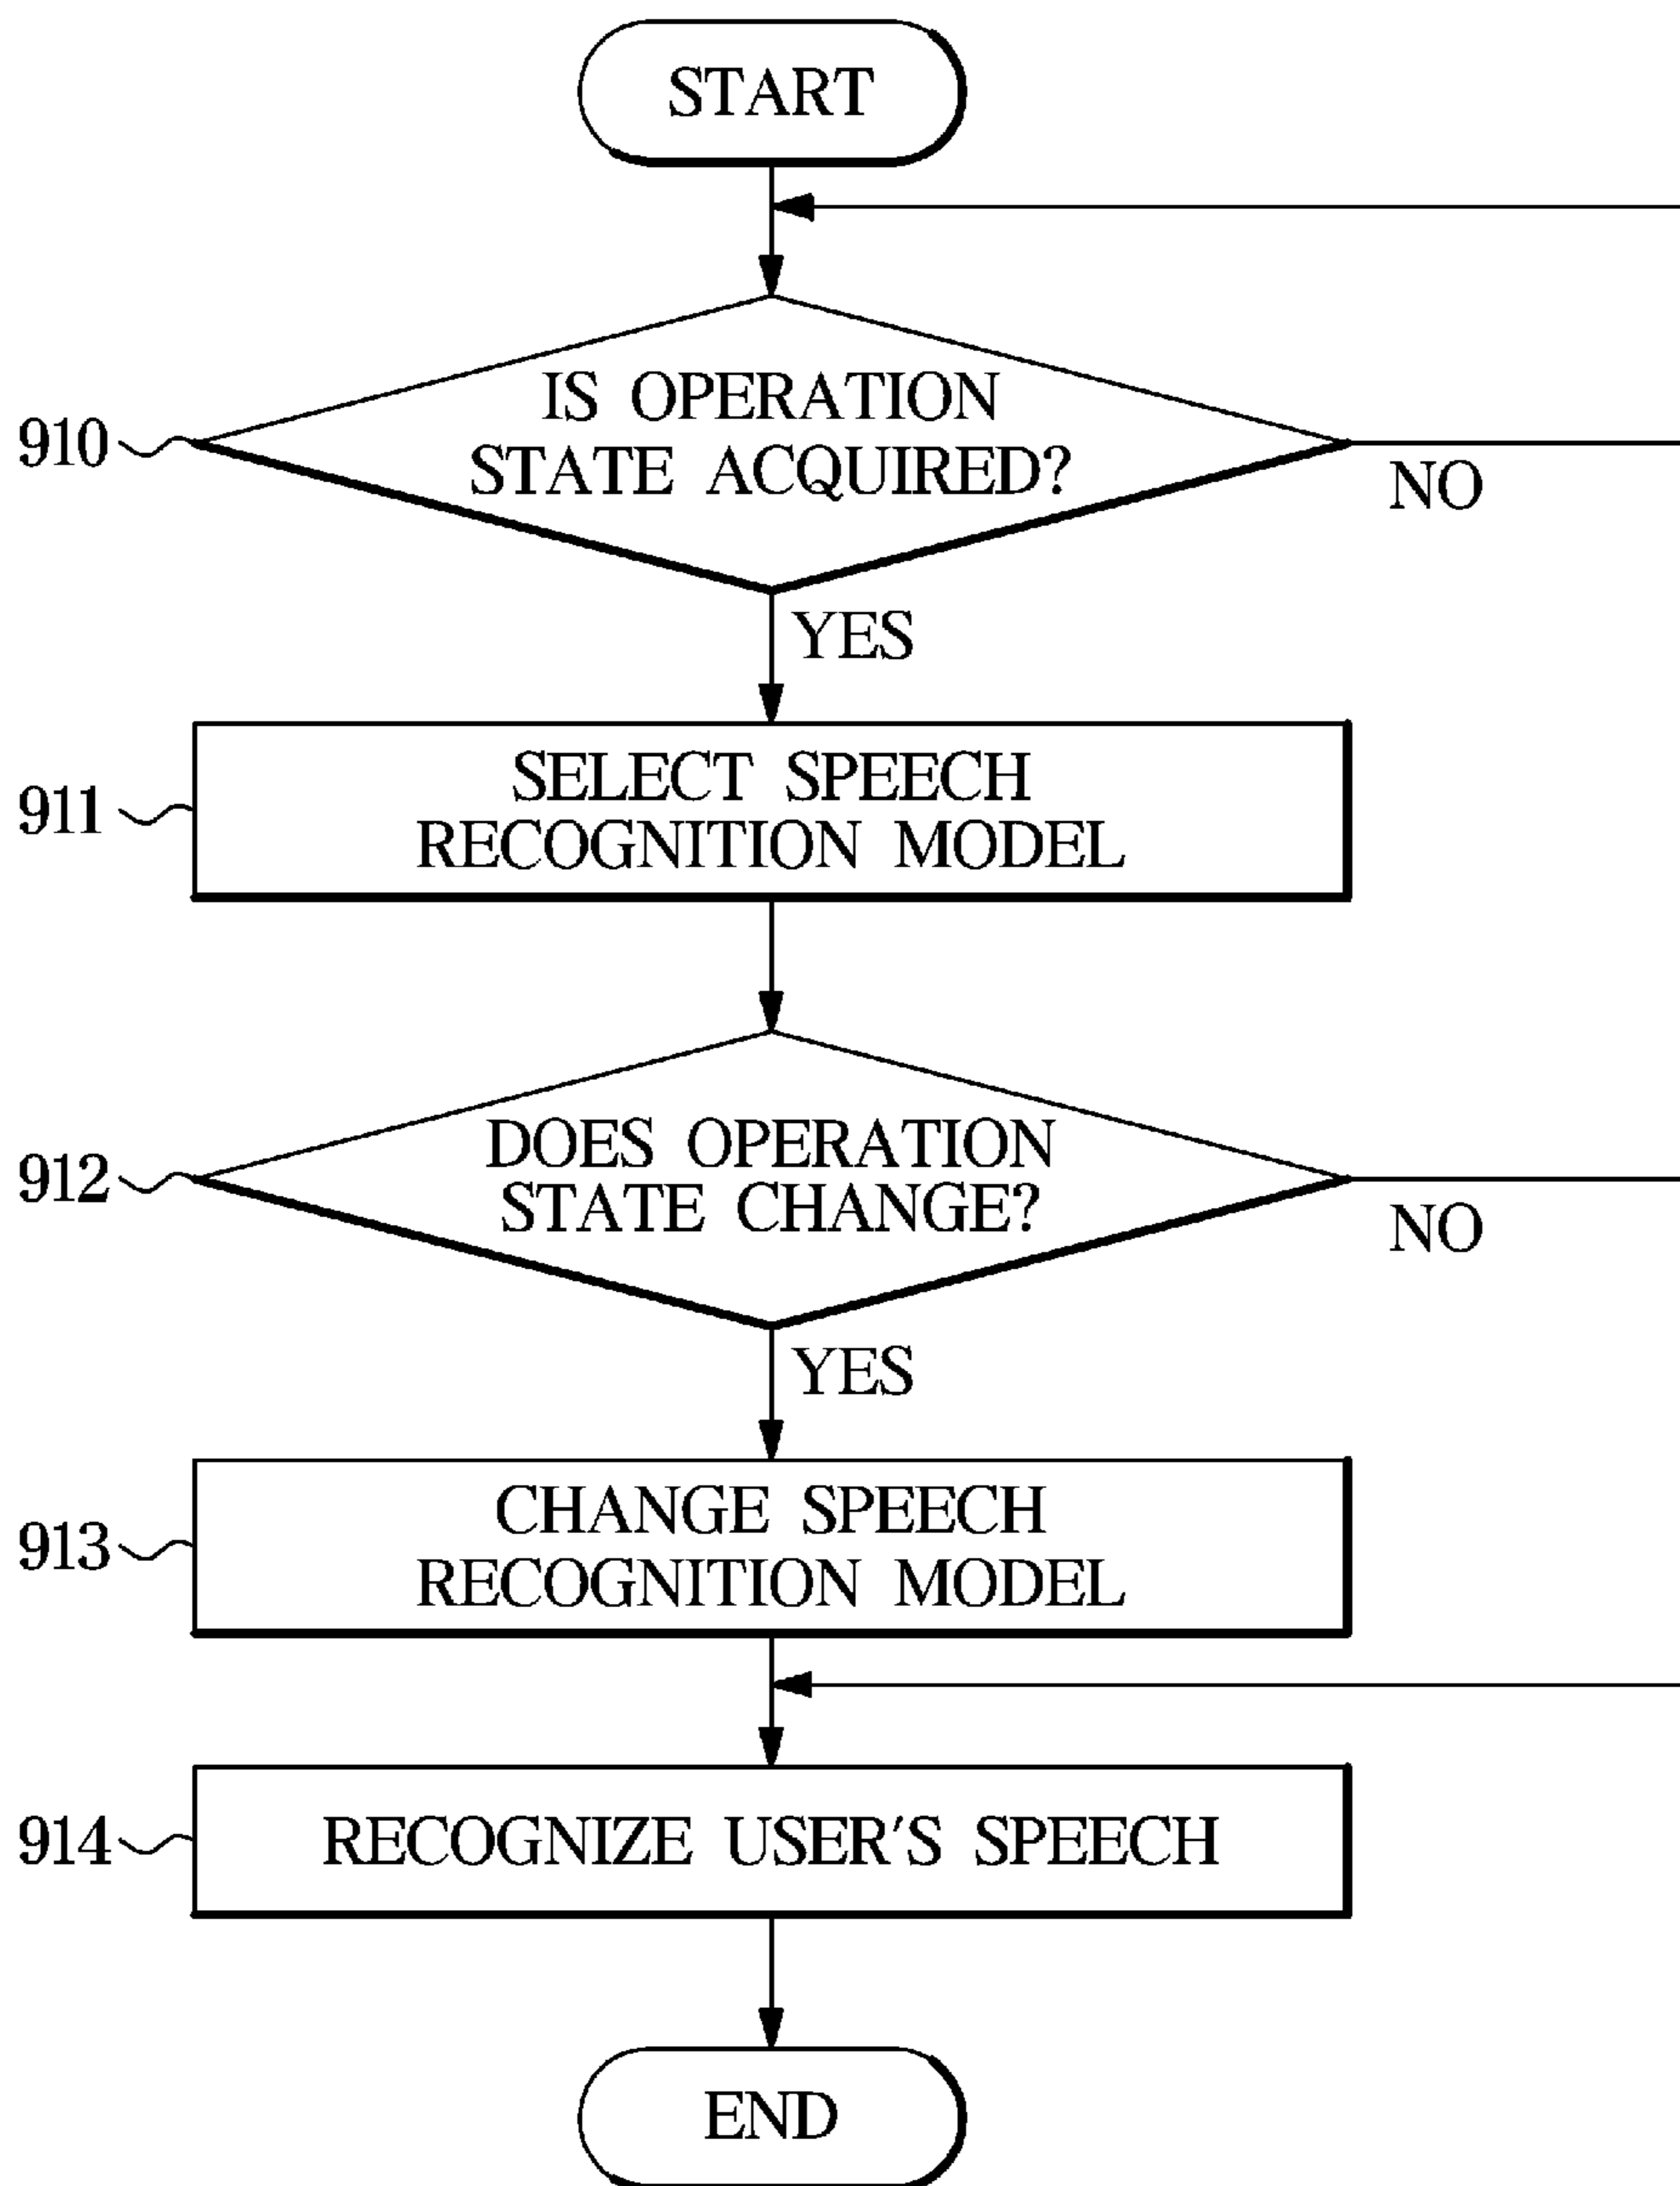 START
910
IS OPERATION
STATE ACQUIRED?
NO
YES
911
SELECT SPEECH
RECOGNITION MODEL
912
DOES OPERATION
STATE CHANGE?
NO
YES
913
CHANGE SPEECH
RECOGNITION MODEL
914
RECOGNIZE USER'S SPEECH
END